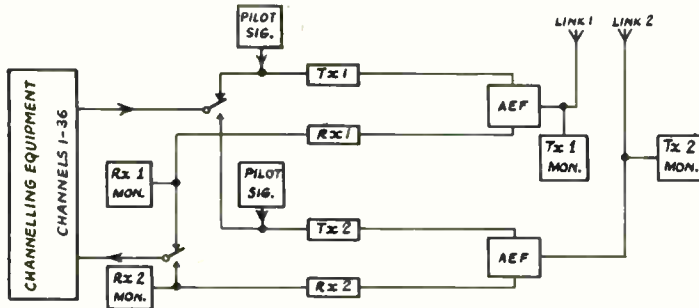 LINK 1
LINK 2
PILOT
SIG.
Tx 1
AEF
Rx 1
Tx 1
MON.
Tx 2
MON.
CHANNELLING EQUIPMENT
CHANNELS 1-36
Rx 1
MON.
PILOT
SIG.
Tx 2
AEF
Rx 2
MON.
Rx 2